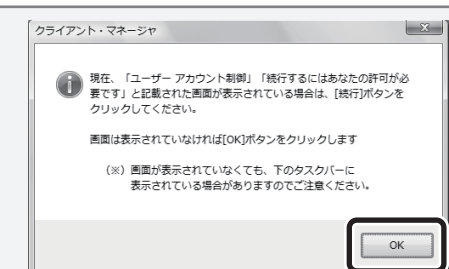 クライアント・マネージャ
現在、「ユーザー アカウント制御」「続行するにはあなたの許可が必
要です」と記載された画面が表示されている場合は、[続行]ボタンを
クリックしてください。
画面は表示されていなければ[OK]ボタンをクリックします
(※) 画面が表示されていなくても、下のタスクバーに
表示されている場合がありますのでご注意ください。
OK